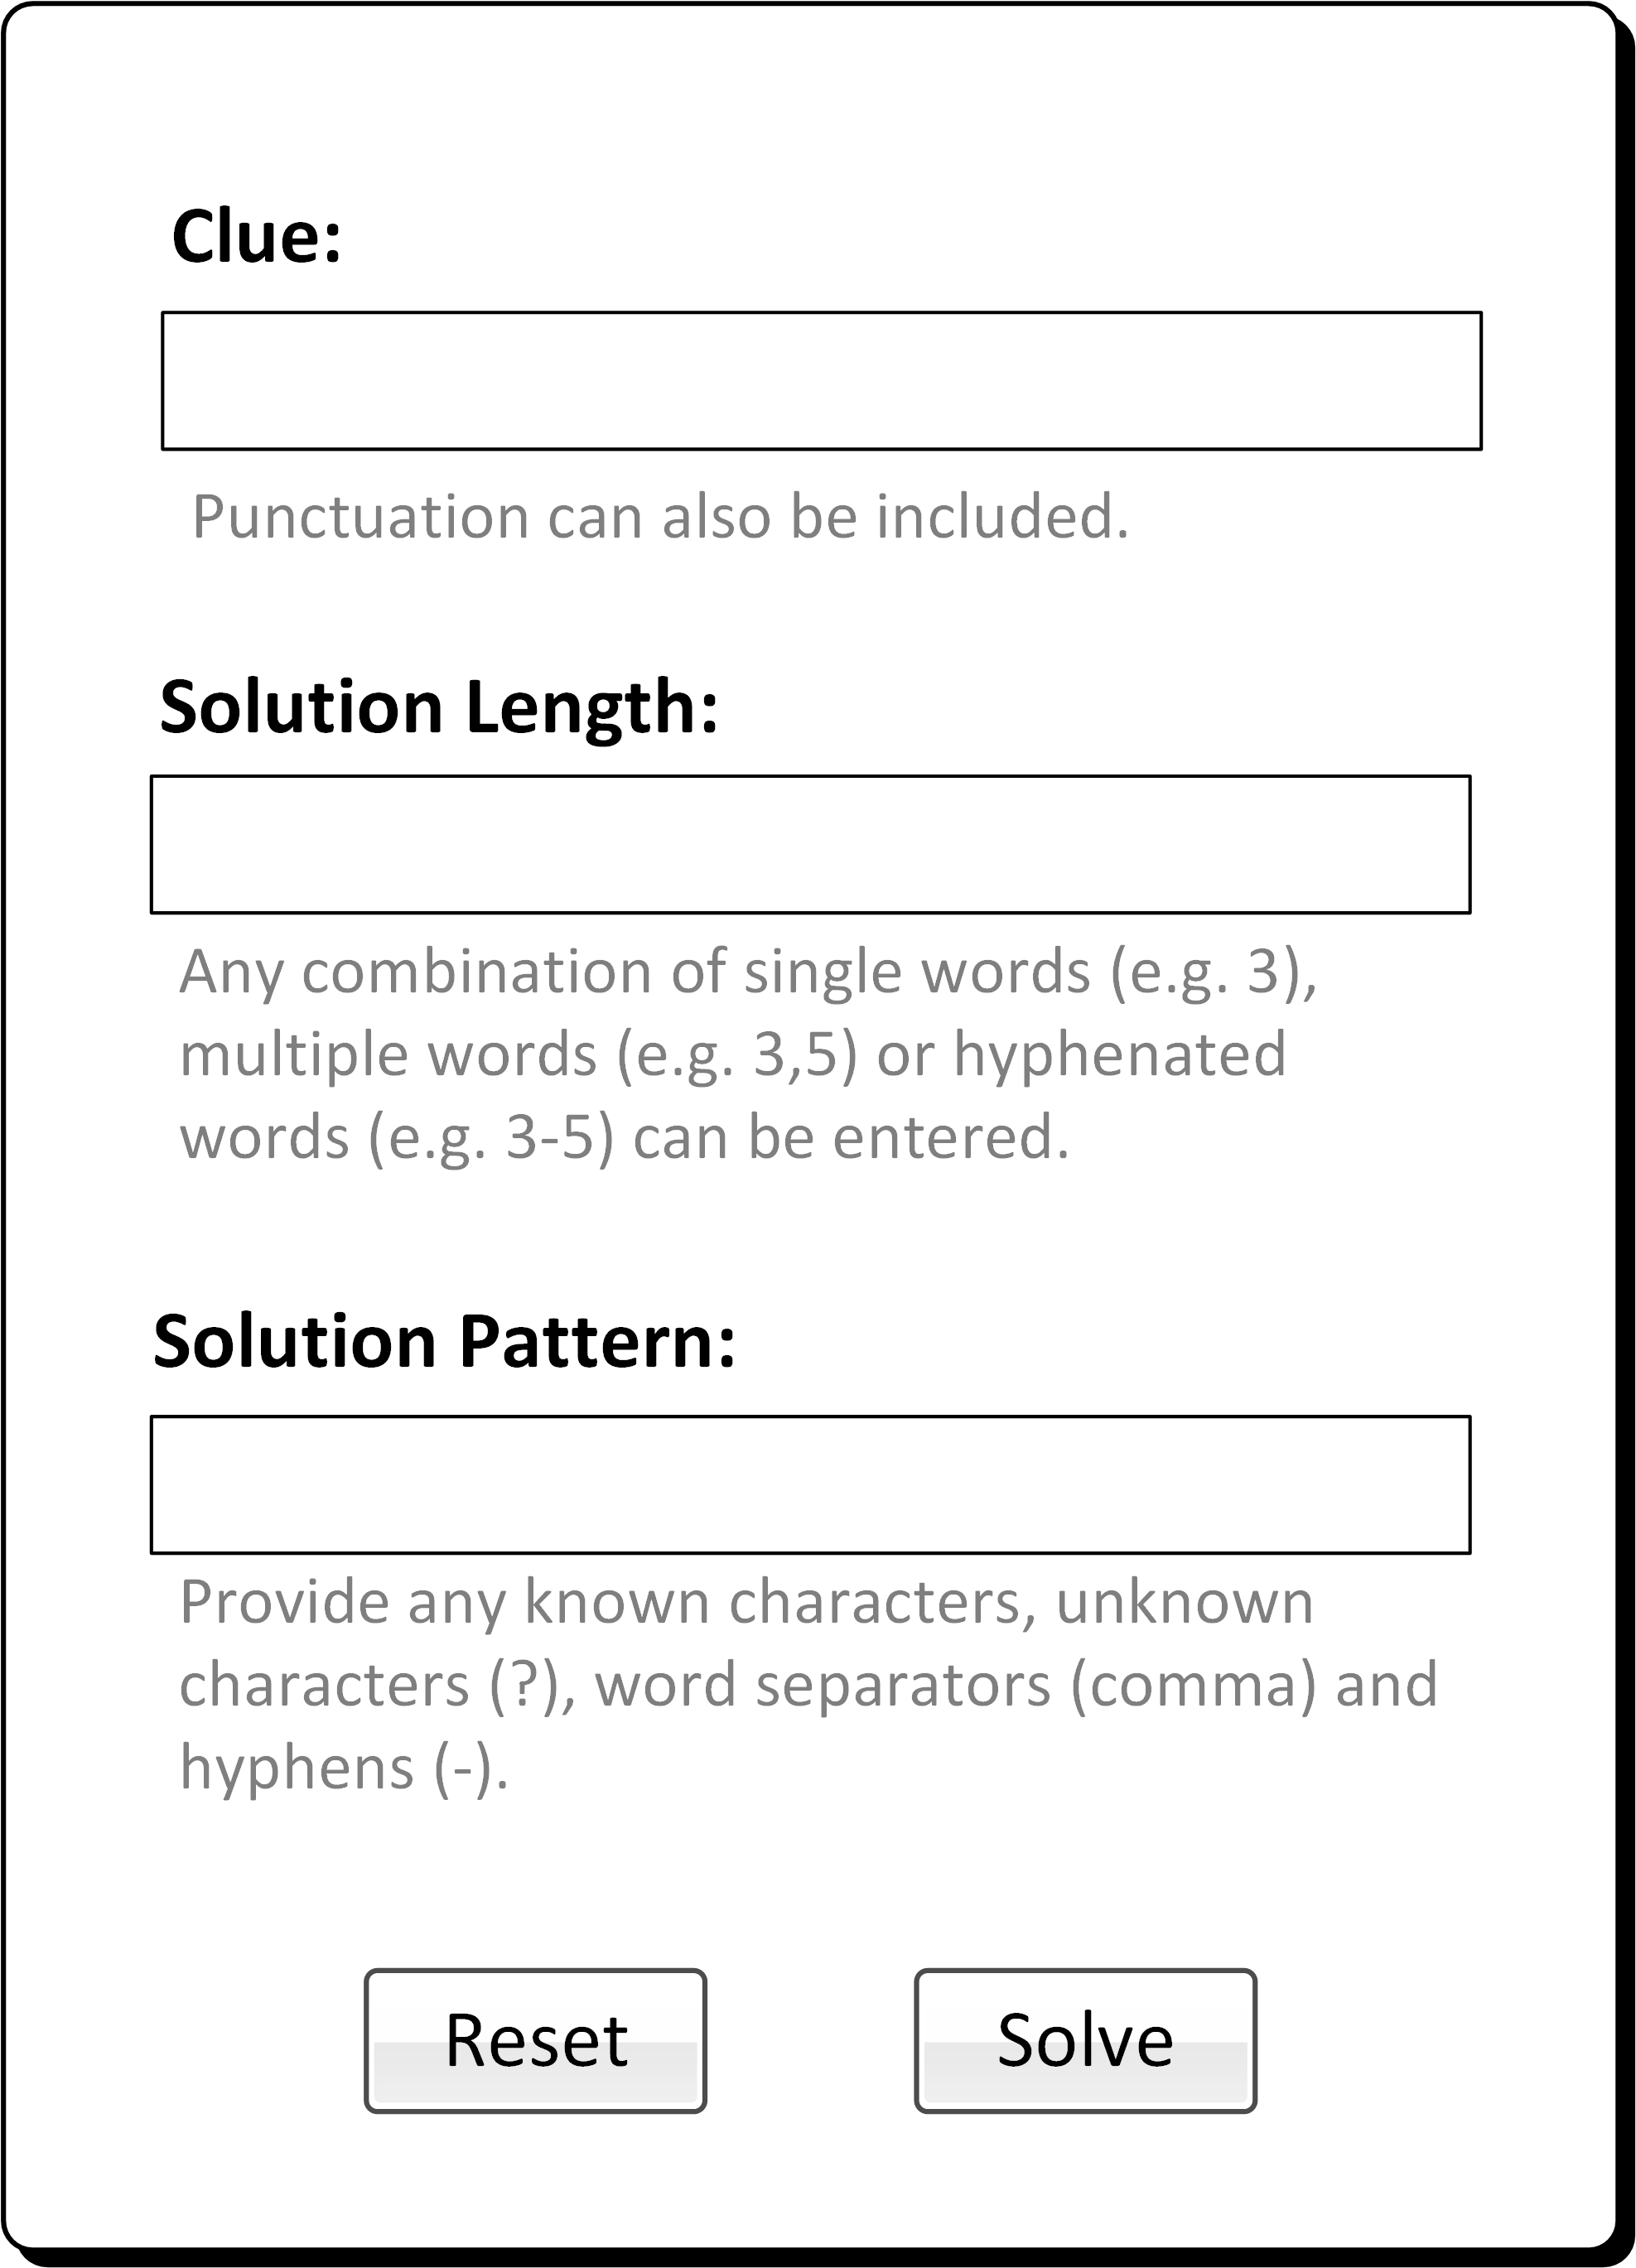 Clue:
Punctuation can also be included.
Solution Length:
Any combination of single words (e.g. 3),
multiple words (e.g. 3,5) or hyphenated
words (e.g. 3-5) can be entered.
Solution Pattern:
Provide any known characters, unknown
characters (?), word separators (comma) and
hyphens (-).
Reset Solve